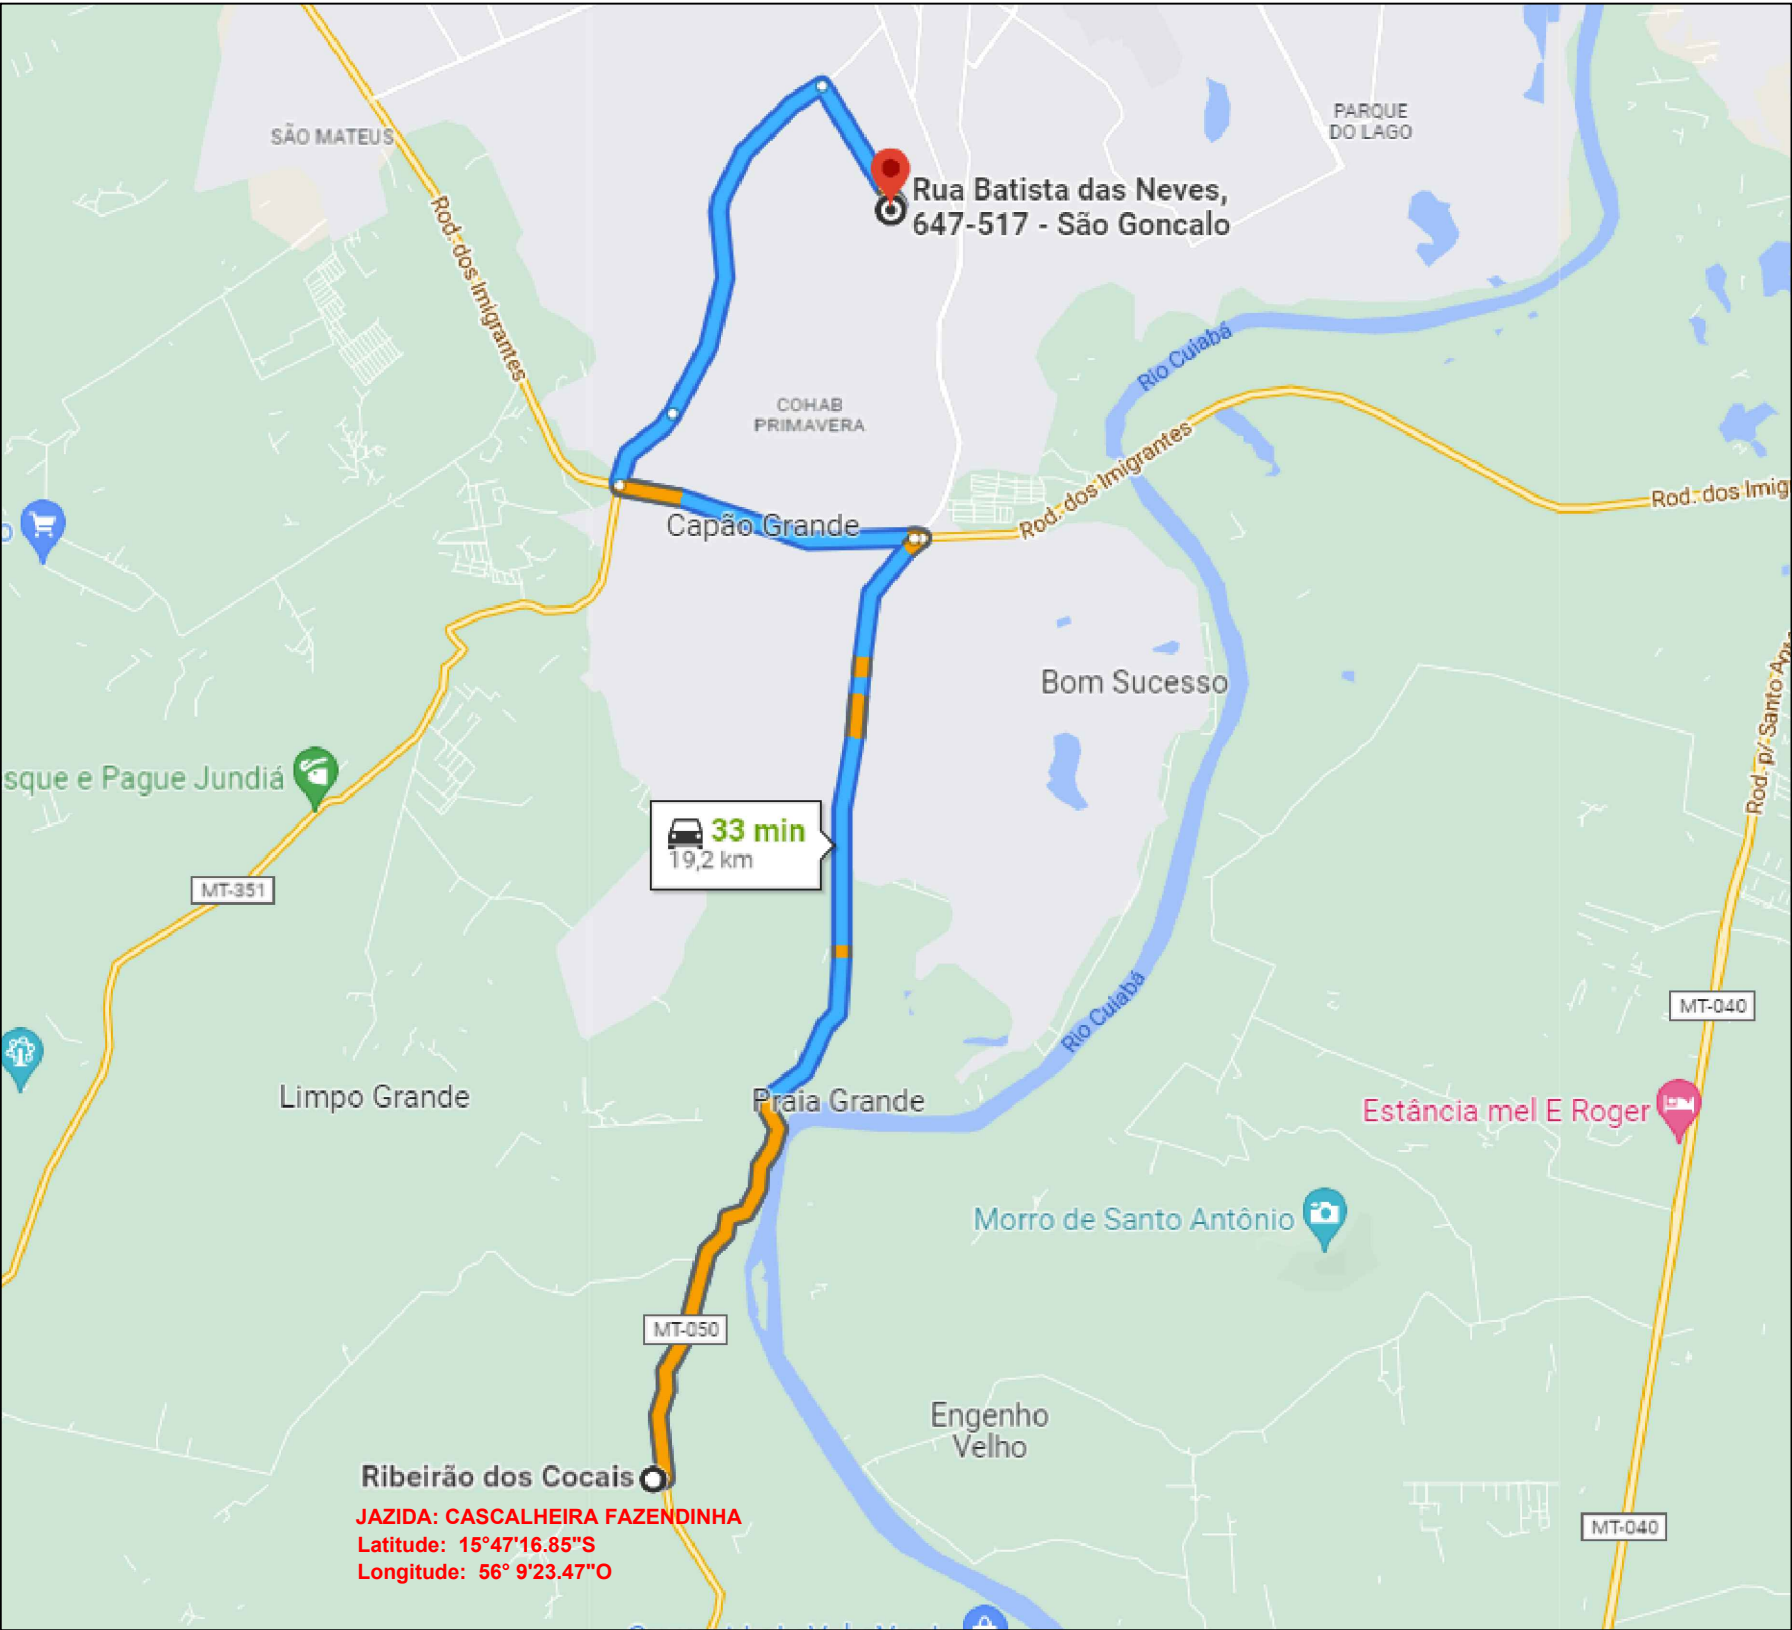 SÃO MATEUS
PARQUE
DO LAGO
Rua Batista das Neves,
647-517 - São Goncalo
Rod. dos Imigrantes
Rio Cuiabá
COHAB
PRIMAVERA
Rod. dos Imigrantes
Rod. dos Imig
Capão Grande
o
Bom Sucesso
Rod. p/ Santo Ant
sque e Pague Jundiá
33 min
19,2 km
MT-351
Rio Cuiabá
MT-040
Limpo Grande
Praia Grande
Estância mel E Roger
Morro de Santo Antônio
MT-050
Engenho
Velho
Ribeirão dos Cocais
JAZIDA: CASCALHEIRA FAZENDINHA
Latitude: 15°47'16.85"S
Longitude: 56° 9'23.47"O
MT-040